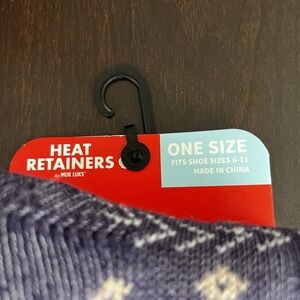 HEAT
RETAINERS
by MUK LUKS
ONE SIZE
FITS SHOE SIZES 6-11
MADE IN CHINA